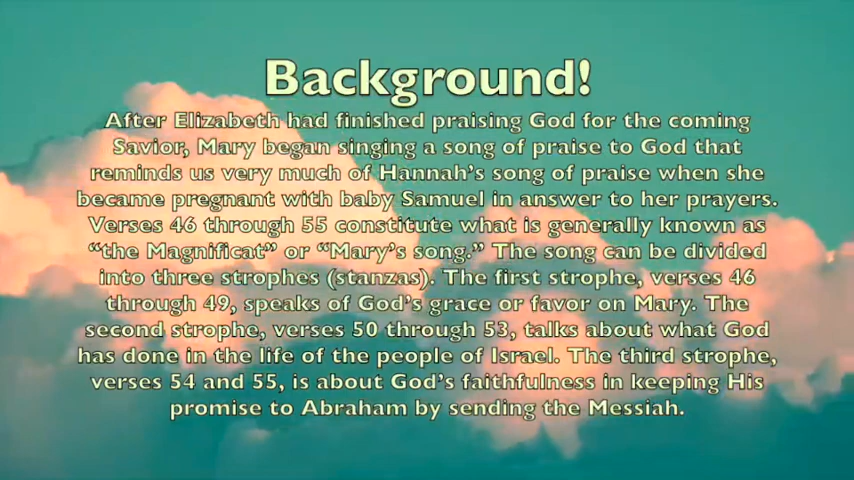 Background!
After Elizabeth had finished praising God for the coming
Savior, Mary began singing a song of praise to God that
reminds us very much of Hannah's song of praise when she
became pregnant with baby Samuel in answer to her prayers.
Verses 46 through 55 constitute what is generally known as
“the Magnificat” or “Mary's song.” The song can be divided
into three strophes (stanzas). The first strophe, verses 46
through 49, speaks of God's grace or favor on Mary. The
second strophe, verses 50 through 53, talks about what God
has done in the life of the people of Israel. The third strophe,
verses 54 and 55, is about God's faithfulness in keeping His
promise to Abraham by sending the Messiah.